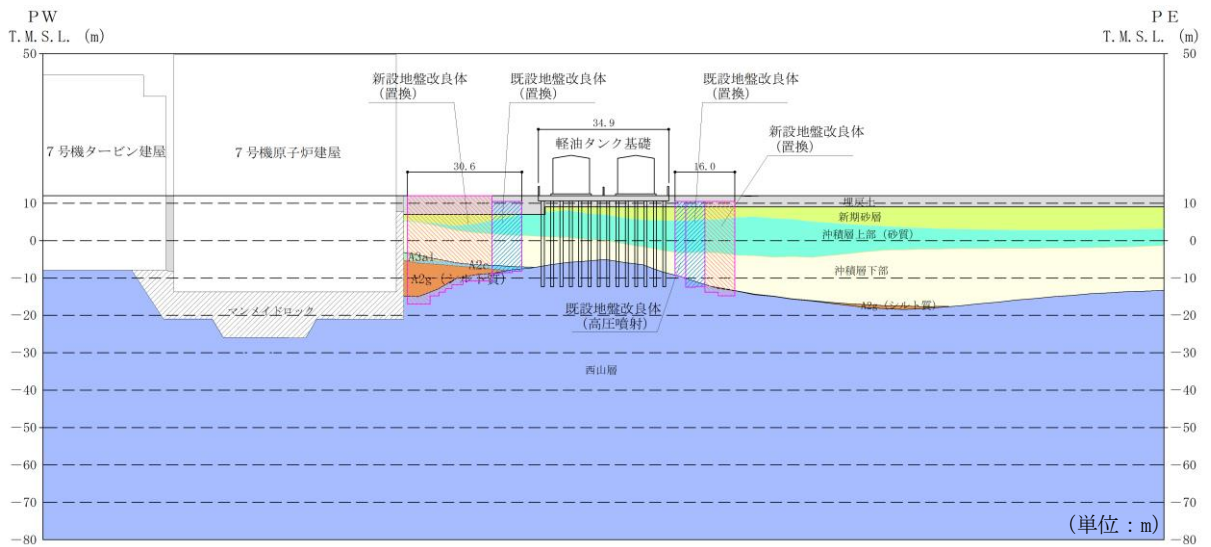 PW
T.M.S.L. (m)
PE
T.M.S.L. (m)
50
50
新設地盤改良体
(置換)
既設地盤改良体
(置換)
既設地盤改良体
(置換)
新設地盤改良体
(置換)
34.9
軽油タンク基礎
7号機タービン建屋
7号機原子炉建屋
30.6
16.0
10
埋戻土
10
新期砂層
沖積層上部 (砂質)
0
0
A3a1
A2c
沖積層下部
-10
A2g (シルト質)
-10
既設地盤改良体
(高圧噴射)
A2g (シルト質)
マンメイドロック
-20
-20
-30
-30
西山層
-40
-40
-50
-50
-60
-60
-70
-70
(単位:m)
-80
-80